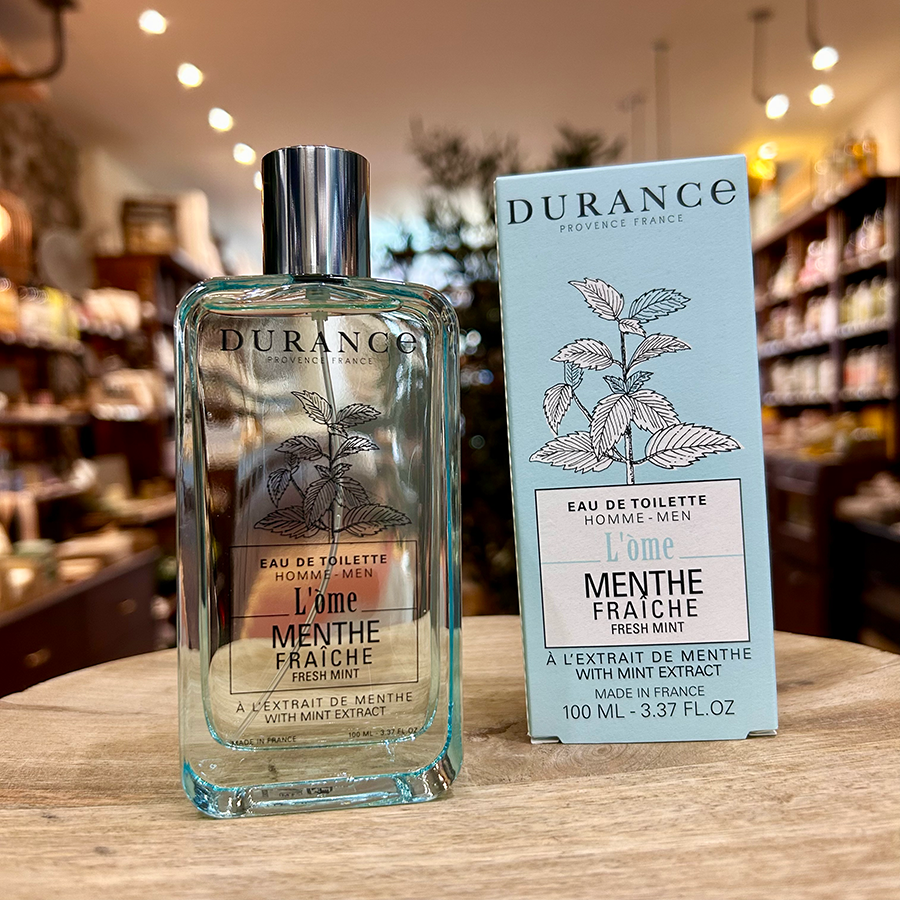 DURANCe
PROVENCE FRANCE
EAU DE TOILETTE
HOMME-MEN
L'òme
MENTHE
FRAÎCHE
FRESH MINT
À L'EXTRAIT DE MENTHE
WITH MINT EXTRACT
MADE IN FRANCE 100 ML - 3.37 FL.OZ
DURANCe
PROVENCE FRANCE
EAU DE TOILETTE
HOMME-MEN
L'òme
MENTHE
FRAÎCHE
FRESH MINT
À L'EXTRAIT DE MENTHE
WITH MINT EXTRACT
MADE IN FRANCE
100 ML - 3.37 FL.OZ